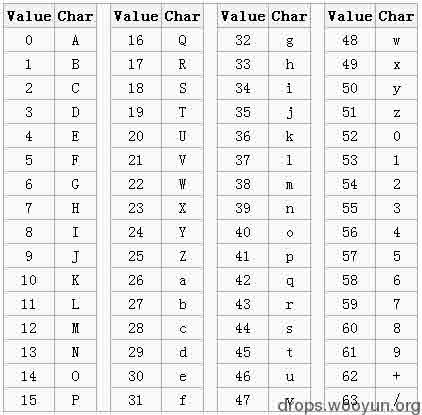 Value Char Value Char Value Char Value Char
0 A 16 Q 32 g 48 w
1 B 17 R 33 h 49 x
2 C 18 S 34 i 50 y
3 D 19 T 35 j 51 z
4 E 20 U 36 k 52 0
5 F 21 V 37 l 53 1
6 G 22 W 38 m 54 2
7 H 23 X 39 n 55 3
8 I 24 Y 40 o 56 4
9 J 25 Z 41 p 57 5
10 K 26 a 42 q 58 6
11 L 27 b 43 r 59 7
12 M 28 c 44 s 60 8
13 N 29 d 45 t 61 9
14 O 30 e 46 u 62 +
15 P 31 f 47 v 63 /
drops.wooyun.org